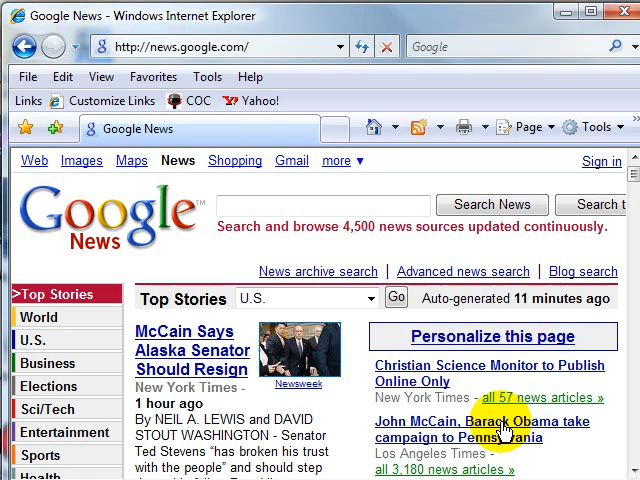 Google News - Windows Internet Explorer
http://news.google.com/
Google
File Edit View Favorites Tools Help
Links Customize Links COC Yahoo!
Google News
Page Tools
Web Images Maps News Shopping Gmail more ▼ Sign in
Google™
News
Search News Search t
Search and browse 4,500 news sources updated continuously.
News archive search | Advanced news search | Blog search
>Top Stories
World
U.S.
Business
Elections
Sci/Tech
Entertainment
Sports
Health
Top Stories U.S. Go Auto-generated 11 minutes ago
McCain Says
Alaska Senator
Should Resign
New York Times -
1 hour ago
By NEIL A. LEWIS and DAVID
STOUT WASHINGTON - Senator
Ted Stevens "has broken his trust
with the people" and should step
Newsweek
Personalize this page
Christian Science Monitor to Publish
Online Only
New York Times - all 57 news articles »
John McCain, Barack Obama take
campaign to Pennsylvania
Los Angeles Times -
all 3,180 news articles »